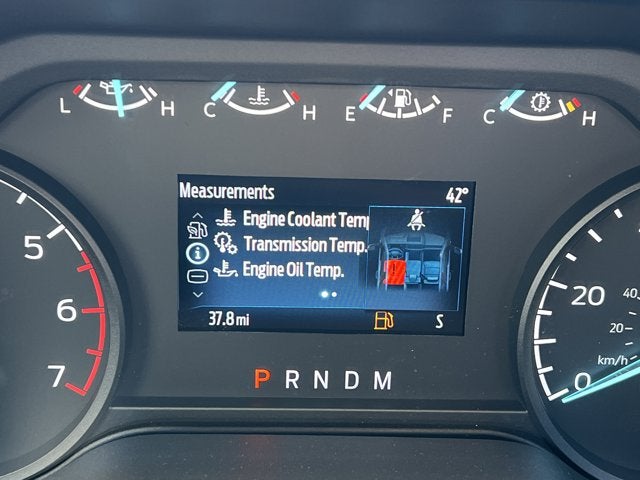 L H C H E F C H
Measurements 42°
Engine Coolant Temp
Transmission Temp.
Engine Oil Temp.
37.8 mi S
P R N D M
5
6
7
20
40
20
km/h
0